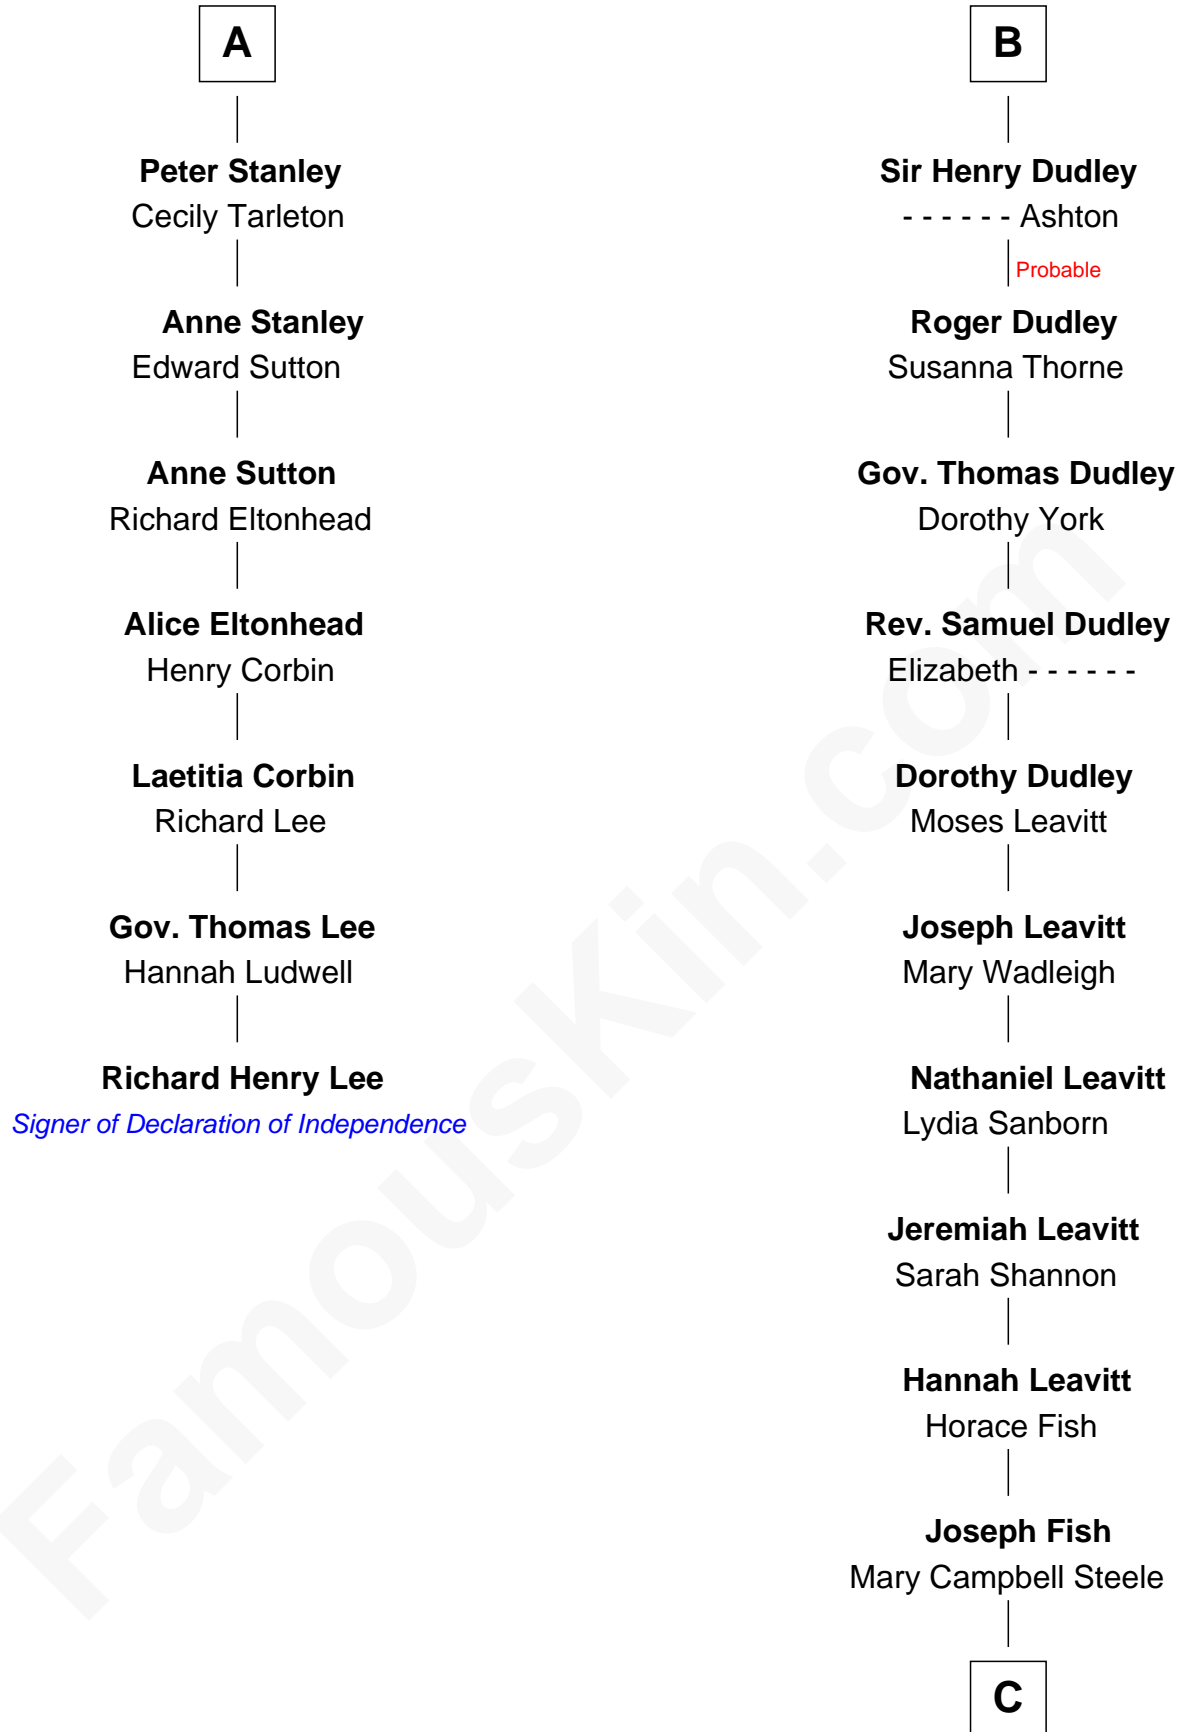 A
Peter Stanley
Cecily Tarleton
Anne Stanley
Edward Sutton
Anne Sutton
Richard Eltonhead
Alice Eltonhead
Henry Corbin
Laetitia Corbin
Richard Lee
Gov. Thomas Lee
Hannah Ludwell
Richard Henry Lee
Signer of Declaration of Independence
B
Sir Henry Dudley
- - - - - - Ashton
Probable
Roger Dudley
Susanna Thorne
Gov. Thomas Dudley
Dorothy York
Rev. Samuel Dudley
Elizabeth - - - - - -
Dorothy Dudley
Moses Leavitt
Joseph Leavitt
Mary Wadleigh
Nathaniel Leavitt
Lydia Sanborn
Jeremiah Leavitt
Sarah Shannon
Hannah Leavitt
Horace Fish
Joseph Fish
Mary Campbell Steele
C
FamousKin.com